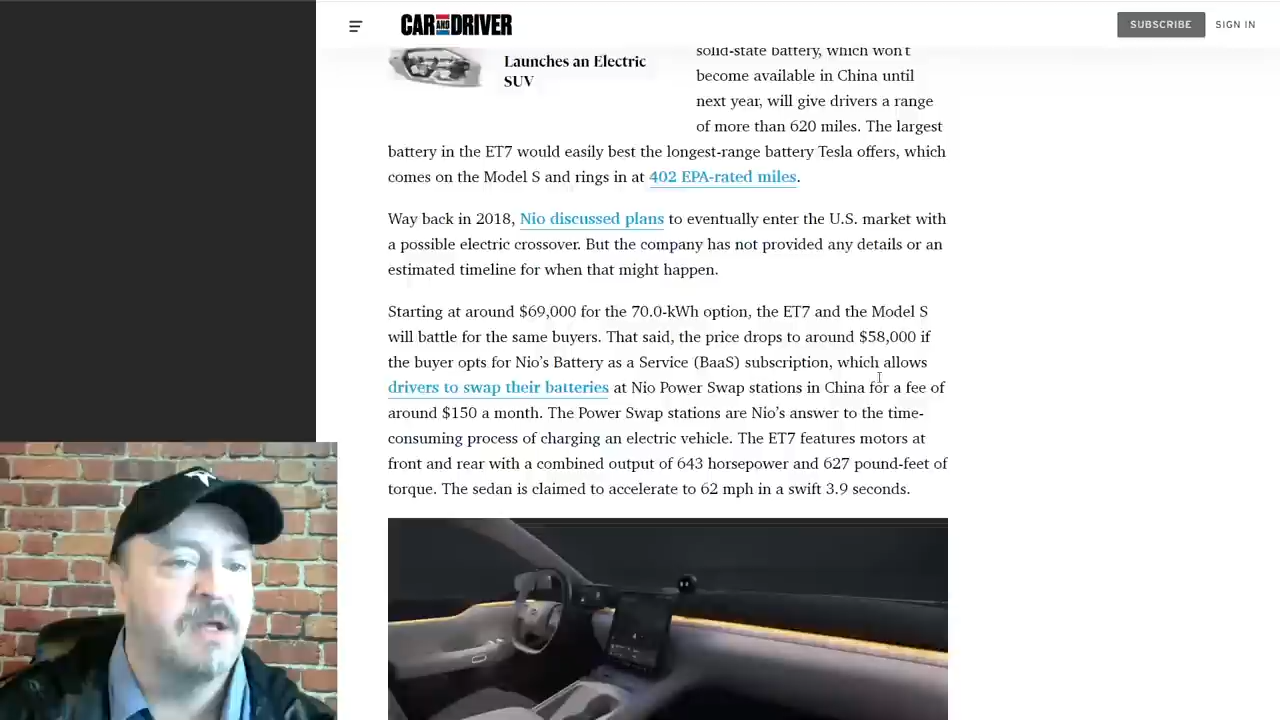 CAR AND DRIVER
SUBSCRIBE
SIGN IN
Launches an Electric
SUV
solid-state battery, which won't
become available in China until
next year, will give drivers a range
of more than 620 miles. The largest
battery in the ET7 would easily best the longest-range battery Tesla offers, which
comes on the Model S and rings in at 402 EPA-rated miles.
Way back in 2018, Nio discussed plans to eventually enter the U.S. market with
a possible electric crossover. But the company has not provided any details or an
estimated timeline for when that might happen.
Starting at around $69,000 for the 70.0-kWh option, the ET7 and the Model S
will battle for the same buyers. That said, the price drops to around $58,000 if
the buyer opts for Nio's Battery as a Service (BaaS) subscription, which allows
drivers to swap their batteries at Nio Power Swap stations in China for a fee of
around $150 a month. The Power Swap stations are Nio's answer to the time-
consuming process of charging an electric vehicle. The ET7 features motors at
front and rear with a combined output of 643 horsepower and 627 pound-feet of
torque. The sedan is claimed to accelerate to 62 mph in a swift 3.9 seconds.